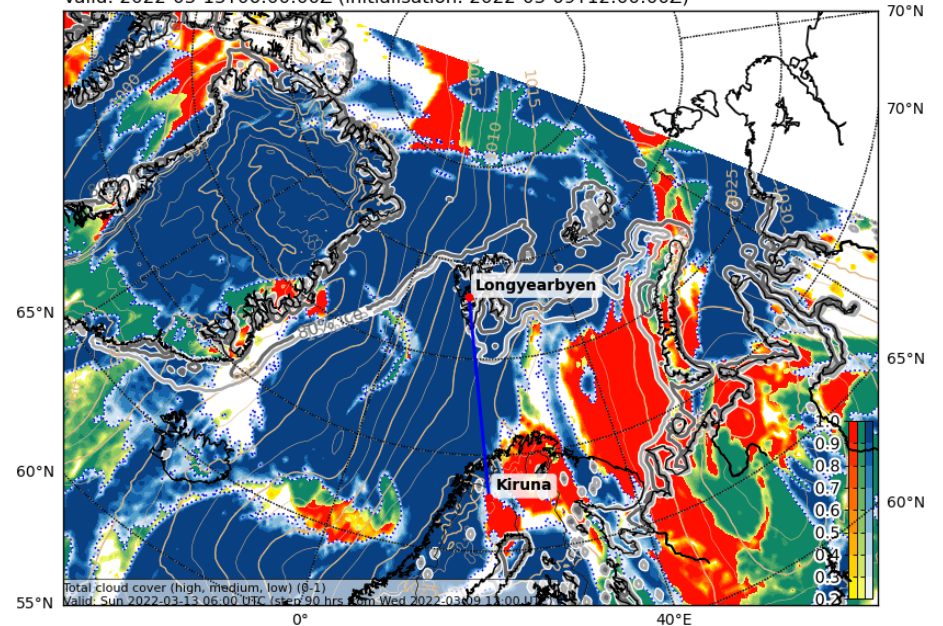 Valid: 2022-03-13T06:00:00Z (initialisation: 2022-03-09T12:00:00Z)
70°N
70°N
1000
1025
1015
1010
1025
1030
Longyearbyen
80% ice
65°N
65°N
60°N
Kiruna
60°N
1.0
0.9
0.8
0.7
0.6
0.5
0.4
0.3
0.2
Total cloud cover (high, medium, low) (0-1)
Valid: Sun 2022-03-13 06:00 UTC (step 90 hrs from Wed 2022-03-09 12:00 UTC)
55°N
0°
40°E